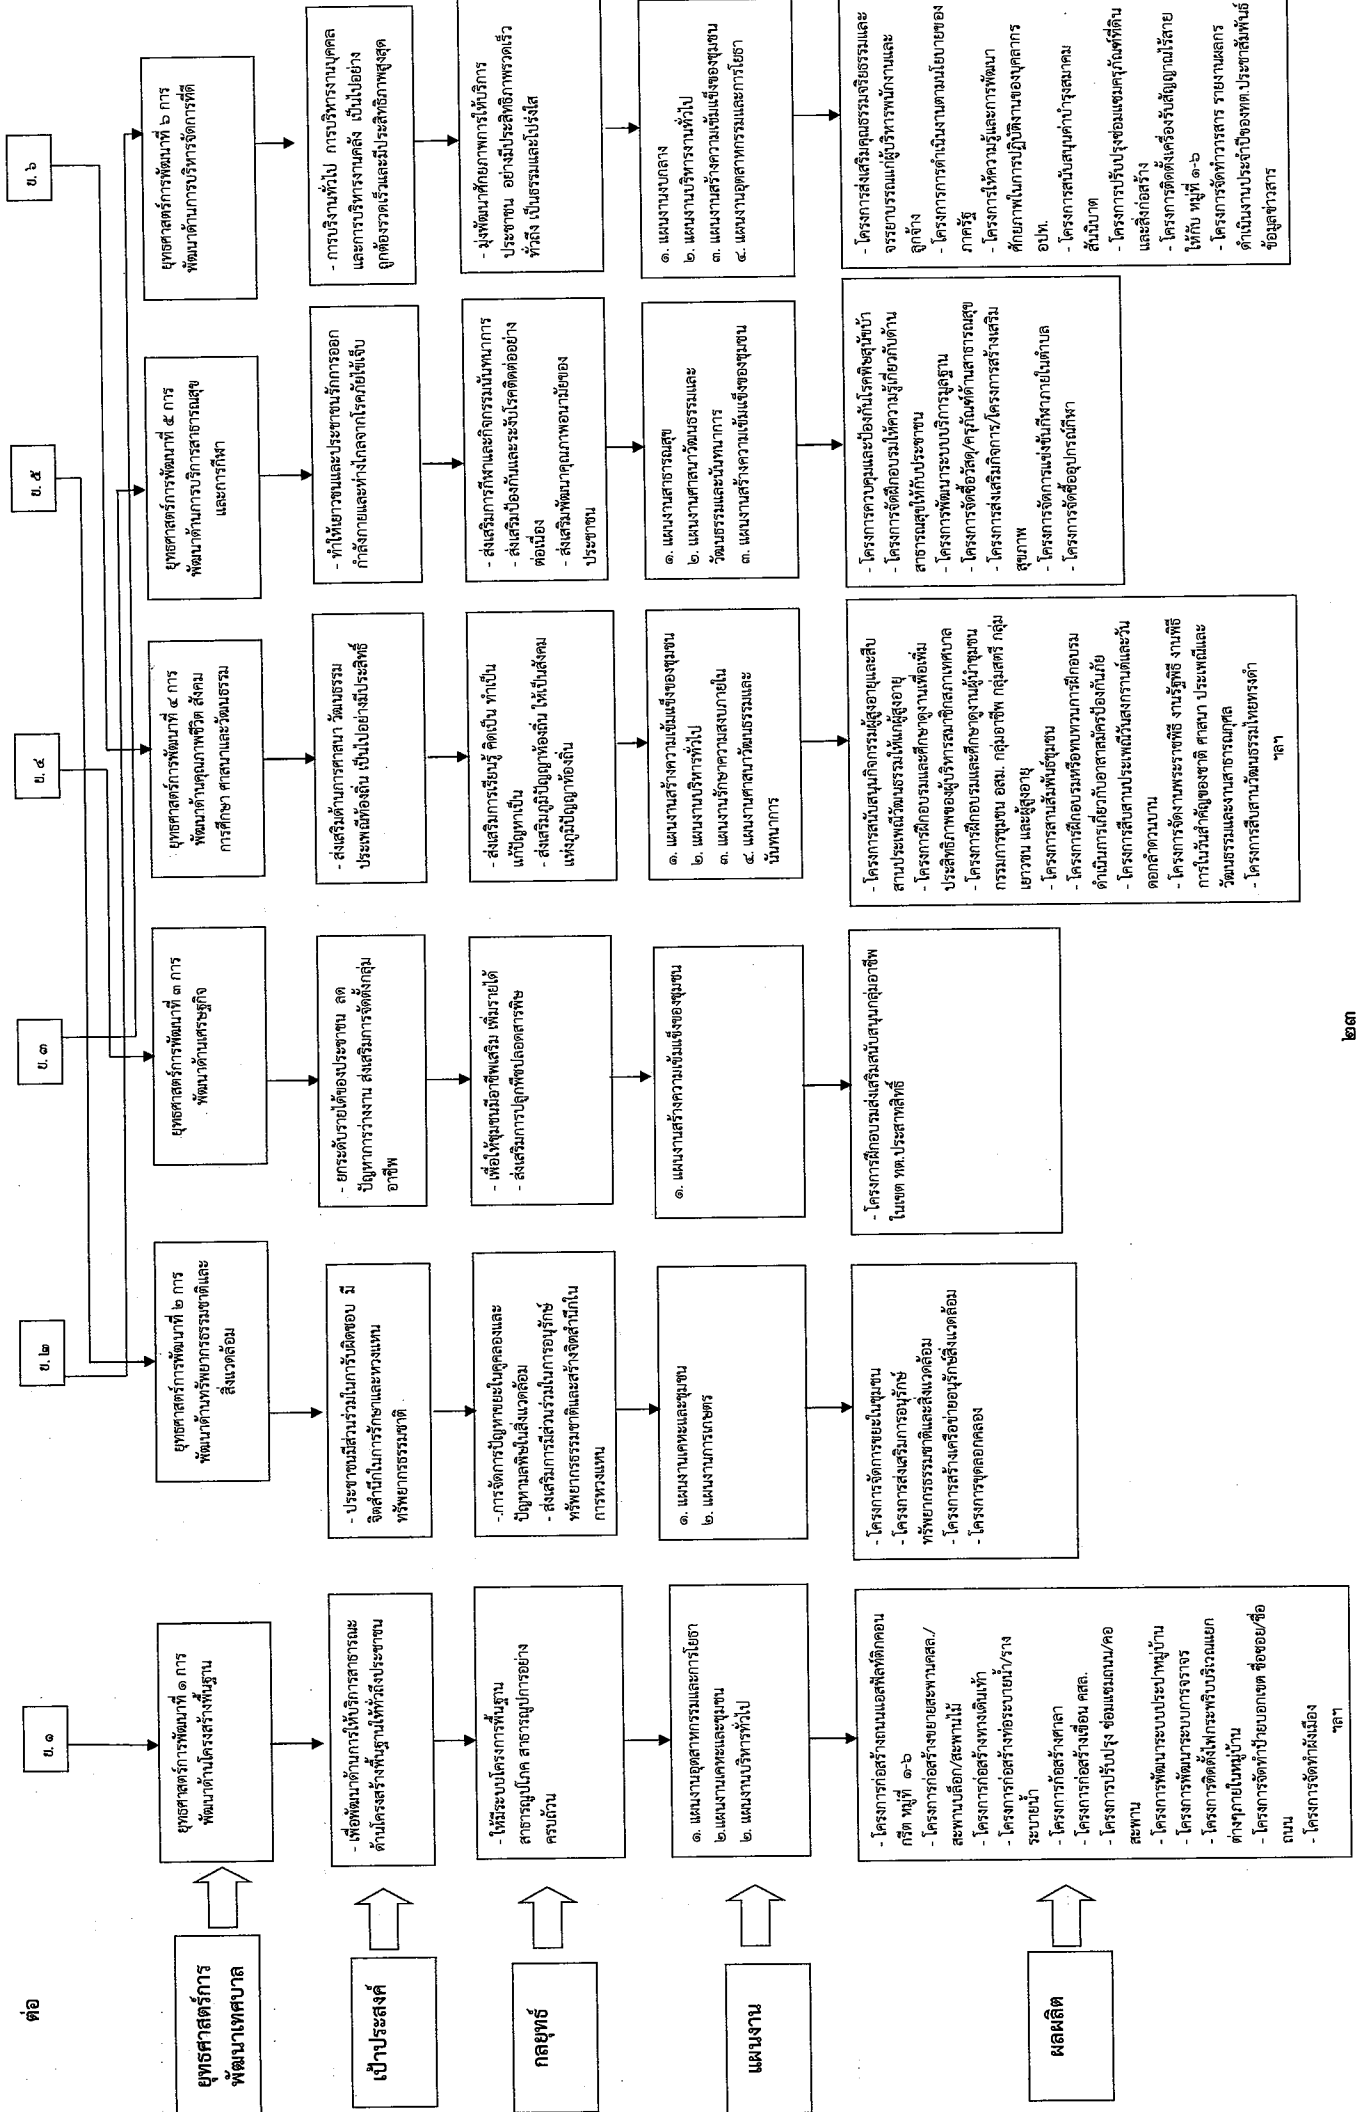 ต่อ
ย. ๑
ย. ๒
ย. ๓
ย. ๔
ย. ๕
ย. ๖
ยุทธศาสตร์การ
พัฒนาเทศบาล
ยุทธศาสตร์การพัฒนาที่ ๑ การ
พัฒนาด้านโครงสร้างพื้นฐาน
ยุทธศาสตร์การพัฒนาที่ ๒ การ
พัฒนาด้านทรัพยากรธรรมชาติและ
สิ่งแวดล้อม
ยุทธศาสตร์การพัฒนาที่ ๓ การ
พัฒนาด้านเศรษฐกิจ
ยุทธศาสตร์การพัฒนาที่ ๔ การ
พัฒนาด้านคุณภาพชีวิต สังคม
การศึกษา ศาสนาและวัฒนธรรม
ยุทธศาสตร์การพัฒนาที่ ๕ การ
พัฒนาด้านการบริการสาธารณสุข
และการกีฬา
ยุทธศาสตร์การพัฒนาที่ ๖ การ
พัฒนาด้านการบริหารจัดการที่ดี
เป้าประสงค์
- เพื่อพัฒนาด้านการให้บริการสาธารณะ
ด้านโครงสร้างพื้นฐานให้ทั่วถึงประชาชน
- ประชาชนมีส่วนร่วมในการรับผิดชอบ มี
จิตสำนึกในการรักษาและหวงแหน
ทรัพยากรธรรมชาติ
- ยกระดับรายได้ของประชาชน ลด
ปัญหาการว่างงาน ส่งเสริมการจัดตั้งกลุ่ม
อาชีพ
- ส่งเสริมด้านการศาสนา วัฒนธรรม
ประเพณีท้องถิ่น เป็นไปอย่างมีประสิทธิ์
- ทำให้เยาวชนและประชาชนรักการออก
กำลังกายและห่างไกลจากโรคภัยไข้เจ็บ
- การบริงานทั่วไป การบริหารงานบุคคล
และการบริหารงานคลัง เป็นไปอย่าง
ถูกต้องรวดเร็วและมีประสิทธิภาพสูงสุด
กลยุทธ์
- ให้มีระบบโครงการพื้นฐาน
สาธารณูปโภค สาธารณูปการอย่าง
ครบถ้วน
-.การจัดการปัญหาขยะในคูคลองและ
ปัญหามลพิษในสิ่งแวดล้อม
- ส่งเสริมการมีส่วนร่วมในการอนุรักษ์
ทรัพยากรธรรมชาติและสร้างจิตสำนึกใน
การหวงแหน
- เพื่อให้ชุมชนมีอาชีพเสริม เพิ่มรายได้
- ส่งเสริมการปลูกพืชปลอดสารพิษ
- ส่งเสริมการเรียนรู้ คิดเป็น ทำเป็น
แก้ปัญหาเป็น
- ส่งเสริมภูมิปัญญาท้องถิ่น ให้เป็นสังคม
แห่งภูมิปัญญาท้องถิ่น
- ส่งเสริมการกีฬาและกิจกรรมนันทนาการ
- ส่งเสริมป้องกันและระงับโรคติดต่ออย่าง
ต่อเนื่อง
- ส่งเสริมพัฒนาคุณภาพอนามัยของ
ประชาชน
- มุ่งพัฒนาศักยภาพการให้บริการ
ประชาชน อย่างมีประสิทธิภาพรวดเร็ว
ทั่วถึง เป็นธรรมและโปร่งใส
แผนงาน
๑. แผนงานอุตสาหกรรมและการโยธา
๒.แผนงานเคหะและชุมชน
๒. แผนงานบริหารทั่วไป
๑. แผนงานเคหะและชุมชน
๒. แผนงานการเกษตร
๑. แผนงานสร้างความเข้มแข็งของชุมชน
๑. แผนงานสร้างความเข้มแข็งของชุมชน
๒. แผนงานบริหารทั่วไป
๓. แผนงานรักษาความสงบภายใน
๔. แผนงานศาสนาวัฒนธรรมและ
นันทนาการ
๑. แผนงานสาธารณสุข
๒. แผนงานศาสนาวัฒนธรรมและ
วัฒนธรรมและนันทนาการ
๓. แผนงานสร้างความเข้มแข็งของชุมชน
๑. แผนงานงบกลาง
๒. แผนงานบริหารงานทั่วไป
๓. แผนงานสร้างความเข้มแข็งของชุมชน
๔. แผนงานอุตสาหกรรมและการโยธา
ผลผลิต
- โครงการก่อสร้างถนนแอสฟัลท์ติกคอน
กรีต หมู่ที่ ๑-๖
- โครงการก่อสร้างขยายสะพานคสล./
สะพานบล็อก/สะพานไม้
- โครงการก่อสร้างทางเดินเท้า
- โครงการก่อสร้างท่อระบายน้ำ/ราง
ระบายน้ำ
- โครงการก่อสร้างศาลา
- โครงการก่อสร้างเขื่อน คสล.
- โครงการปรับปรุง ซ่อมแซมถนน/คอ
สะพาน
- โครงการพัฒนาระบบประปาหมู่บ้าน
- โครงการพัฒนาระบบการจราจร
- โครงการติดตั้งไฟกระพริบบริเวณแยก
ต่างๆภายในหมู่บ้าน
- โครงการจัดทำป้ายบอกเขต ชื่อซอย/ชื่อ
ถนน
- โครงการจัดทำผังเมือง
ฯลฯ
- โครงการจัดการขยะในชุมชน
- โครงการส่งเสริมการอนุรักษ์
ทรัพยากรธรรมชาติและสิ่งแวดล้อม
- โครงการสร้างเครือข่ายอนุรักษ์สิ่งแวดล้อม
- โครงการขุดลอกคลอง
- โครงการฝึกอบรมส่งเสริมสนับสนุนกลุ่มอาชีพ
ในเขต ทต.ประสาทสิทธิ์
- โครงการสนับสนุนกิจกรรมผู้สูงอายุและสืบ
สานประเพณีวัฒนธรรมให้แก่ผู้สูงอายุ
- โครงการฝึกอบรมและศึกษาดูงานเพื่อเพิ่ม
ประสิทธิภาพของผู้บริหารสมาชิกสภาเทศบาล
- โครงการฝึกอบรมและศึกษาดูงานผู้นำชุมชน
กรรมการชุมชน อสม. กลุ่มอาชีพ กลุ่มสตรี กลุ่ม
เยาวชน และผู้สูงอายุ
- โครงการสานสัมพันธ์ชุมชน
- โครงการฝึกอบรมหรือทบทวนการฝึกอบรม
ดำเนินการเกี่ยวกับอาสาสมัครป้องกันภัย
- โครงการสืบสานประเพณีวันสงกรานต์และวัน
ดอกลำดวนบาน
- โครงการจัดงานพระราชพิธี งานรัฐพิธี งานพิธี
การในวันสำคัญของชาติ ศาสนา ประเพณีและ
วัฒนธรรมและงานสาธารณกุศล
- โครงการสืบสานวัฒนธรรมไทยทรงดำ
ฯลฯ
- โครงการควบคุมและป้องกันโรคพิษสุนัขบ้า
- โครงการจัดฝึกอบรมให้ความรู้เกี่ยวกับด้าน
สาธารณสุขให้กับประชาชน
- โครงการพัฒนาระบบบริการมูลฐาน
- โครงการจัดซื้อวัสดุ/ครุภัณฑ์ด้านสาธารณสุข
- โครงการส่งเสริมกิจการ/โครงการสร้างเสริม
สุขภาพ
- โครงการจัดการแข่งขันกีฬาภายในตำบล
- โครงการจัดซื้ออุปกรณ์กีฬา
- โครงการส่งเสริมคุณธรรมจริยธรรมและ
จรรยาบรรณแก่ผู้บริหารพนักงานและ
ลูกจ้าง
- โครงการการดำเนินงานตามนโยบายของ
ภาครัฐ
- โครงการให้ความรู้และการพัฒนา
ศักยภาพในการปฏิบัติงานของบุคลากร
อปท.
- โครงการสนับสนุนค่าบำรุงสมาคม
สันนิบาต
- โครงการปรับปรุงซ่อมแซมครุภัณฑ์ที่ดิน
และสิ่งก่อสร้าง
- โครงการติดตั้งเครื่องรับสัญญาณไร้สาย
ให้กับ หมู่ที่ ๑-๖
- โครงการจัดทำวารสาร รายงานผลการ
ดำเนินงานประจำปีของทต.ประชาสัมพันธ์
ข้อมูลข่าวสาร
๒๓